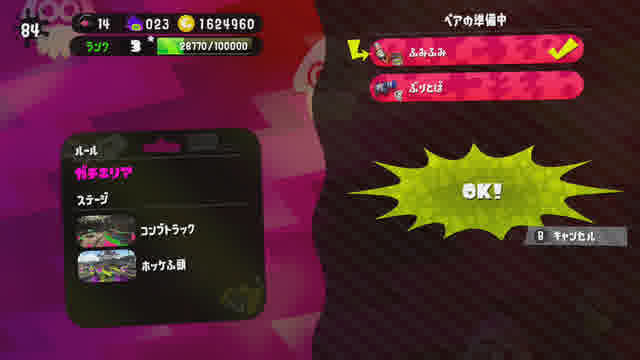 84
14
023
1624960
ランク
3
28770/100000
ペアの準備中
ふみふみ
ぷりとぱ
ルール
ガチホコリア
ステージ
コンブトラック
ホッケふ頭
OK!
B キャンセル